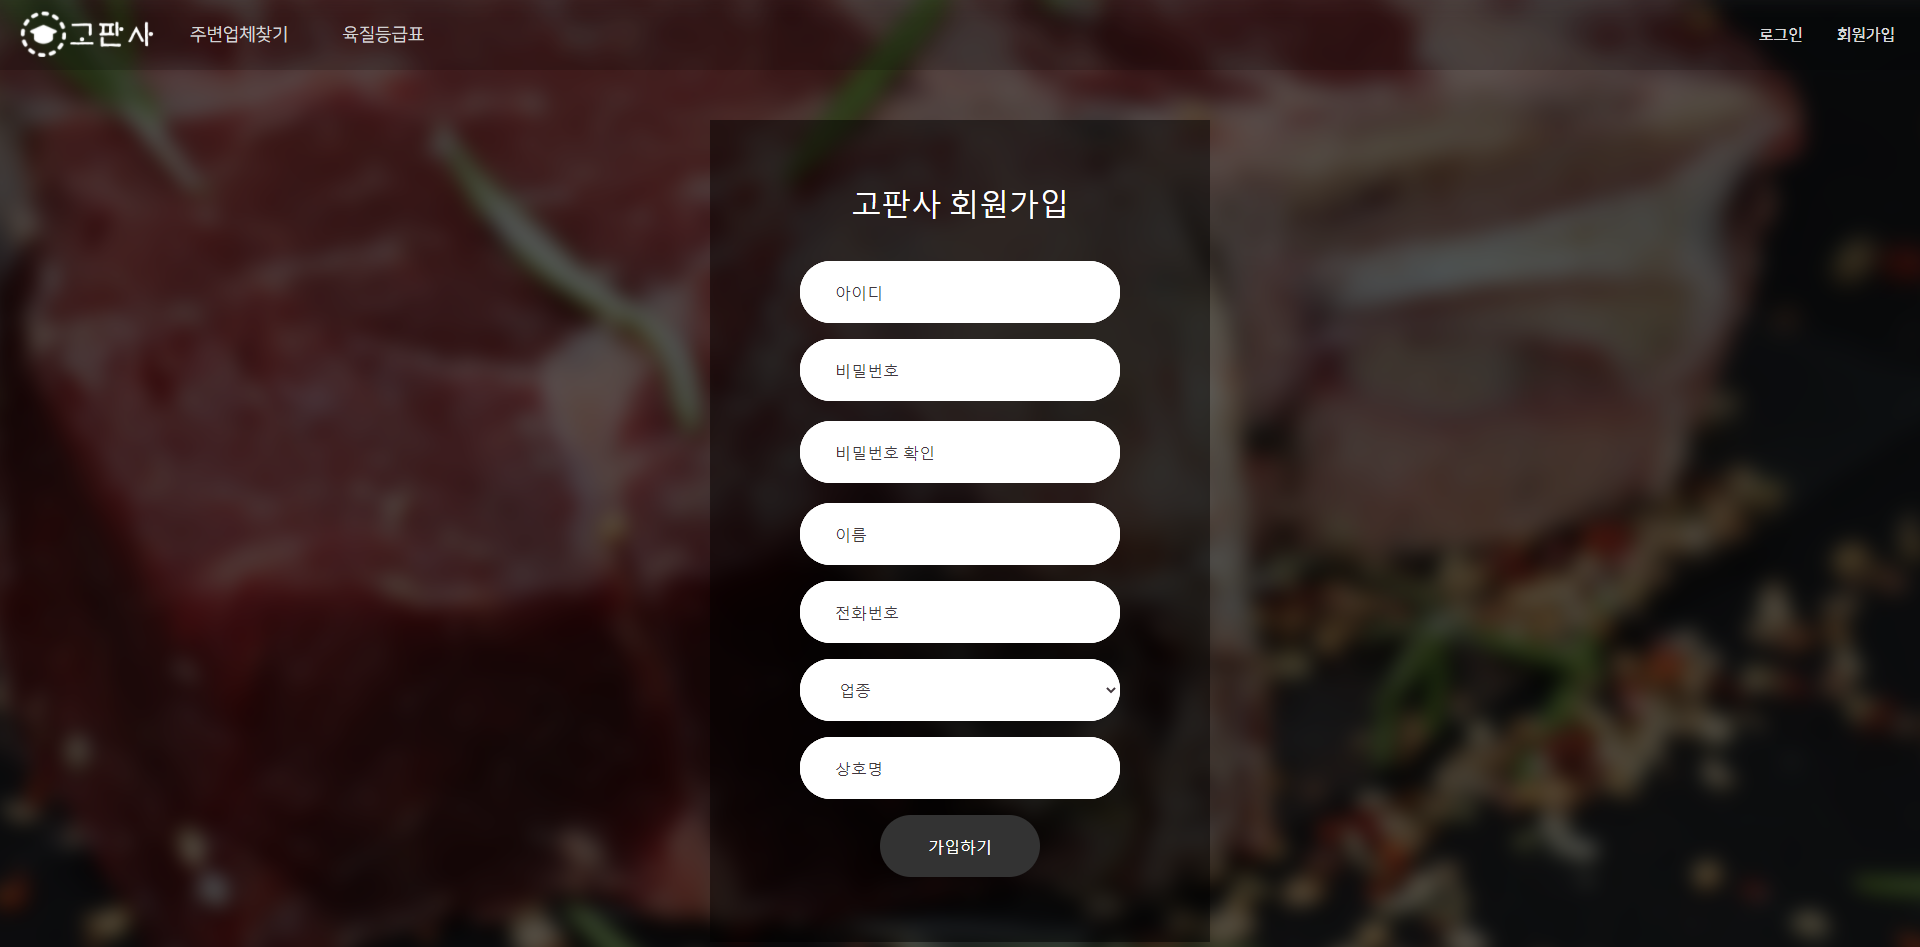 고판사
주변업체찾기
육질등급표
로그인
회원가입
고판사 회원가입
아이디
비밀번호
비밀번호 확인
이름
전화번호
업종
상호명
가입하기